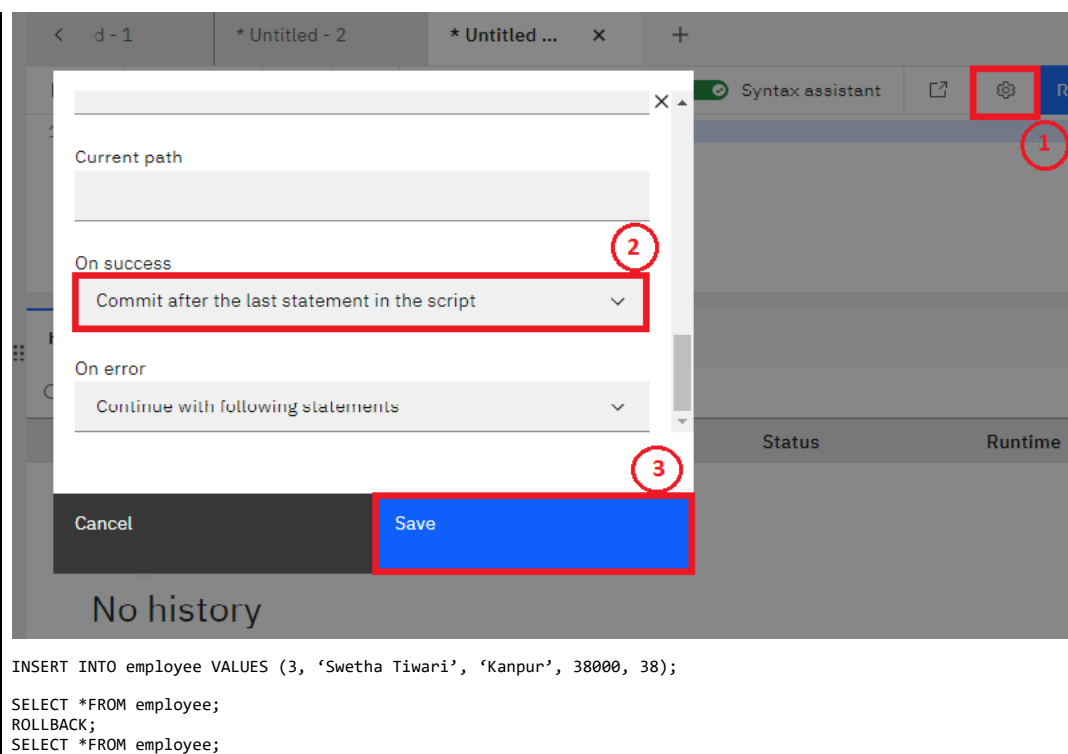 d - 1
* Untitled - 2
* Untitled ...
Syntax assistant
1
Current path
2
On success
Commit after the last statement in the script
On error
Continue with following statements
Status
Runtime
3
Cancel
Save
No history
INSERT INTO employee VALUES (3, ‘Swetha Tiwari’, ‘Kanpur’, 38000, 38);
SELECT *FROM employee;
ROLLBACK;
SELECT *FROM employee;